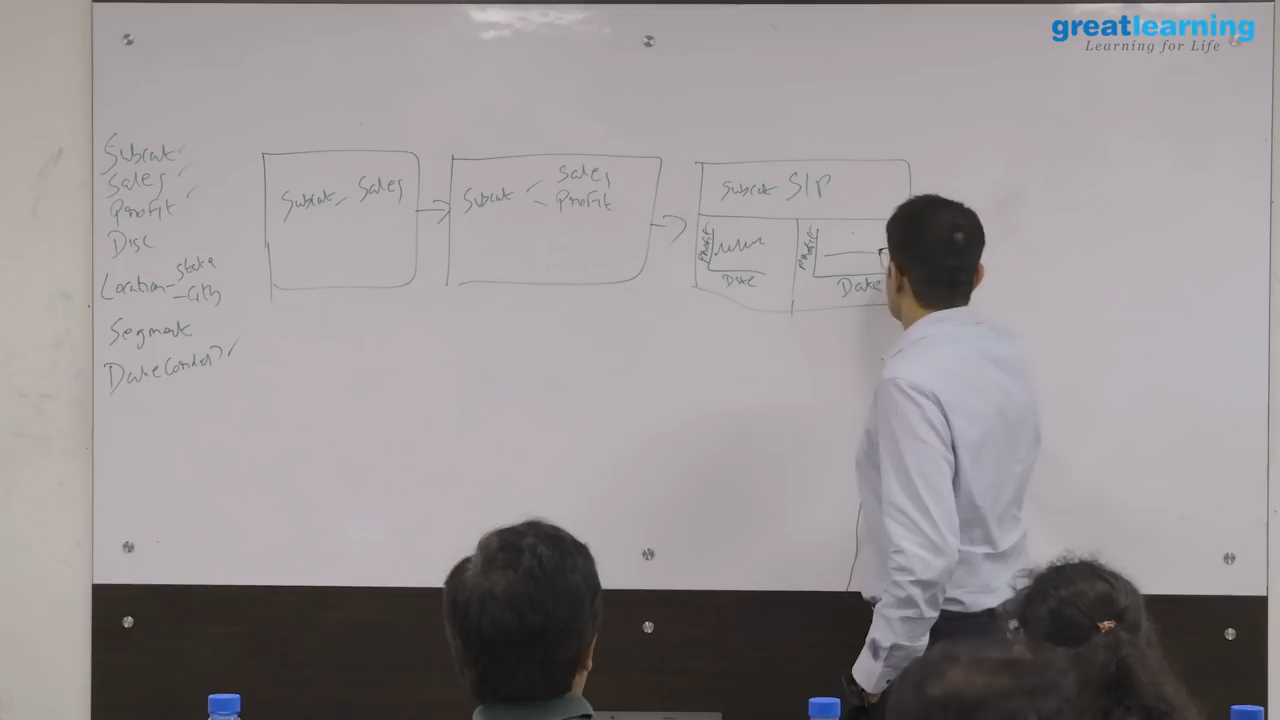 greatlearning
Learning for Life
Subcat
Sales
Profit
Disc
Location - State
- City
Segment
Date (order)
Subcat, Sales
Subcat - Sales
- Profit
Subcat S/P
Profit
Date
Profit
Date